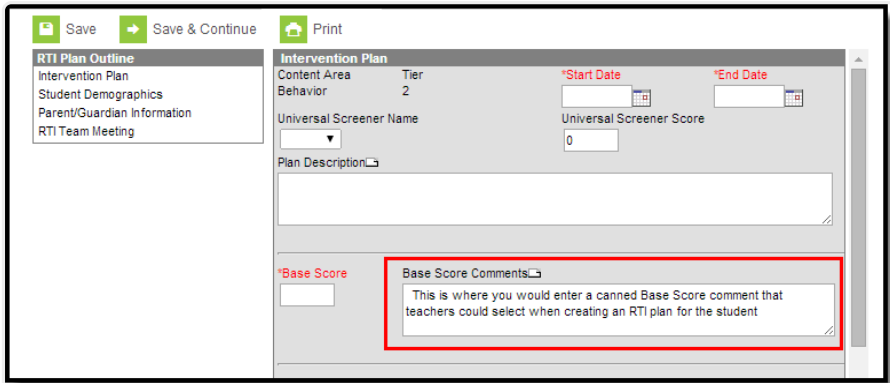 Save Save & Continue Print
RTI Plan Outline
Intervention Plan
Student Demographics
Parent/Guardian Information
RTI Team Meeting
Intervention Plan
Content Area Tier *Start Date *End Date
Behavior 2
Universal Screener Name Universal Screener Score
0
Plan Description
*Base Score Base Score Comments
This is where you would enter a canned Base Score comment that
teachers could select when creating an RTI plan for the student